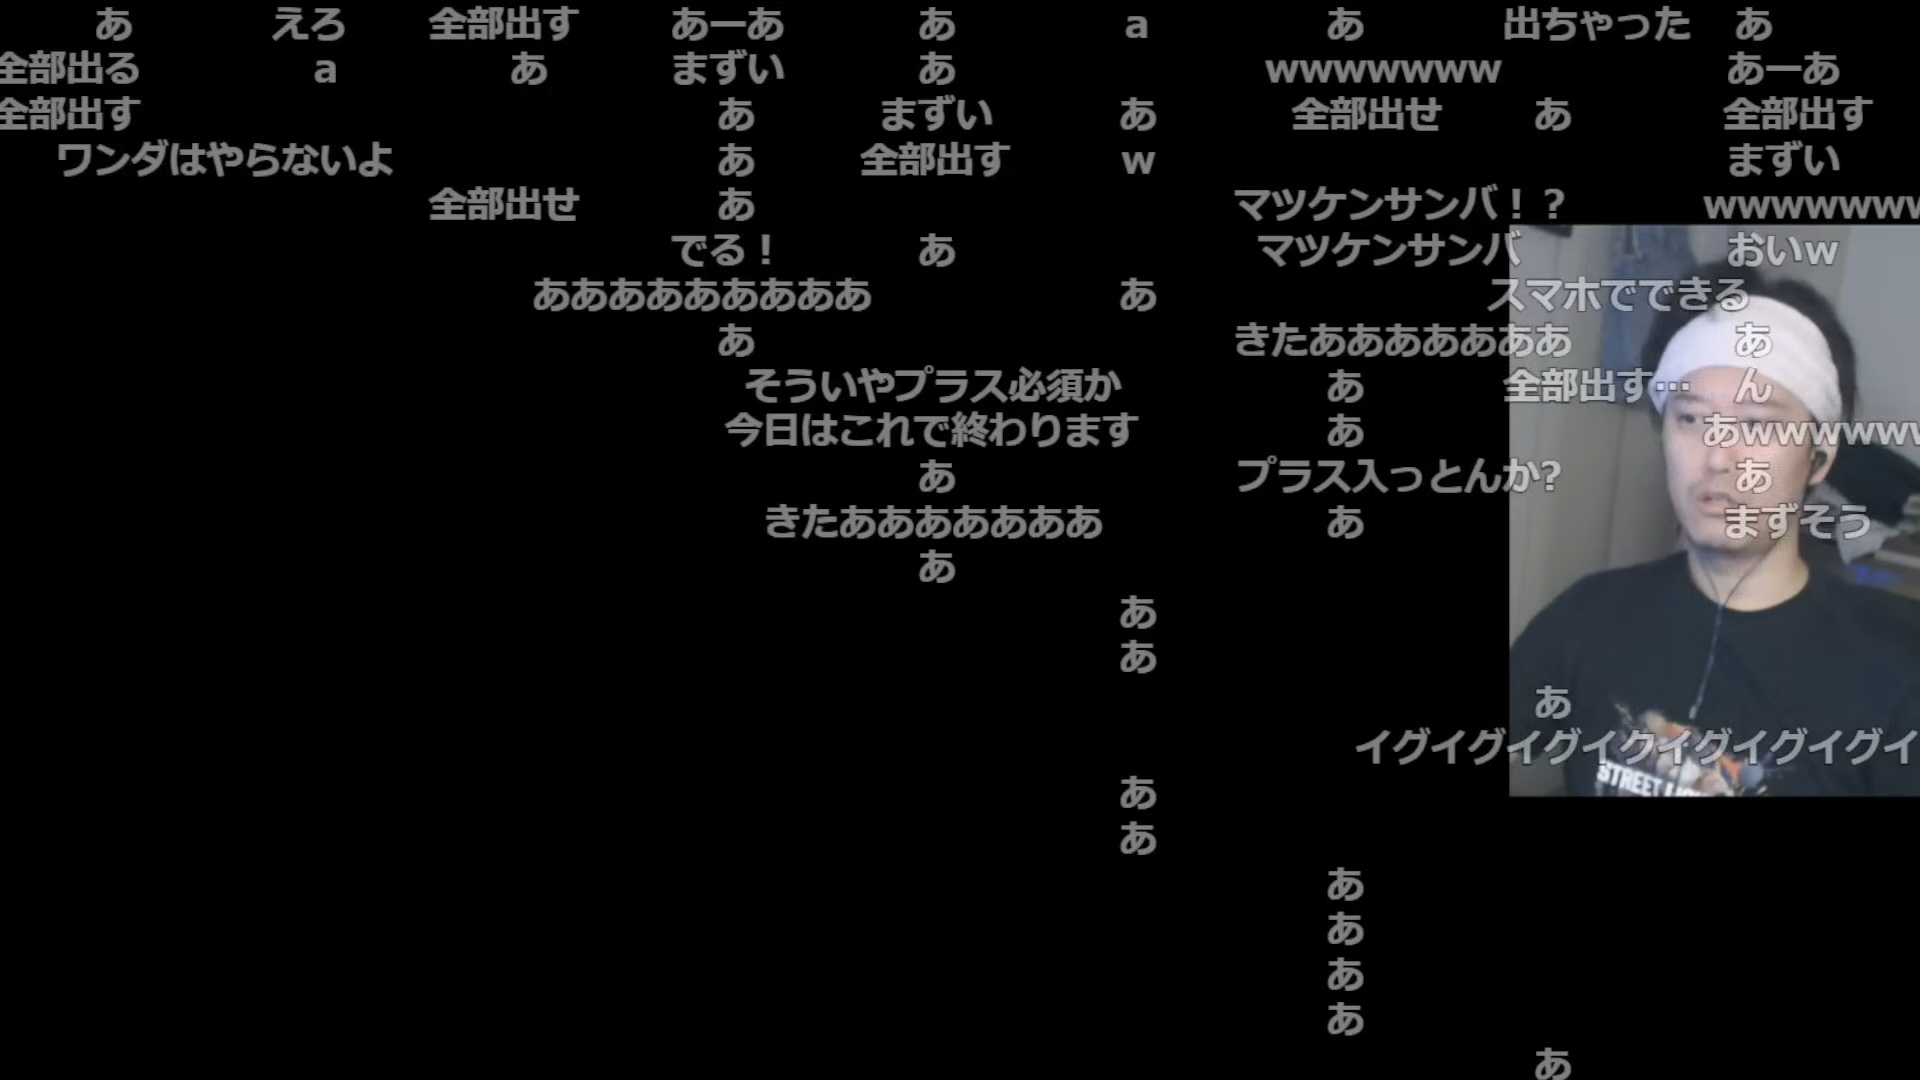 あ えろ 全部出す あーあ あ a あ 出ちゃった あ
全部出る a あ まずい あ wwwwwww あーあ
全部出す あ まずい あ 全部出せ あ 全部出す
ワンダはやらないよ あ 全部出す w まずい
全部出せ あ マツケンサンバ！？ wwwwwww
でる！ あ マツケンサンバ おいw
あああああああああ あ スマホでできる
あ きたあああああああ あ
そういやプラス必須か あ 全部出す… ん
今日はこれで終わります あ あwwwwww
あ プラス入っとんか? あ
きたあああああああ あ まずそう
あ
あ
あ
あ
イグイグイグイグイグイグイグイ
STREET
あ
あ
あ
あ
あ
あ
あ